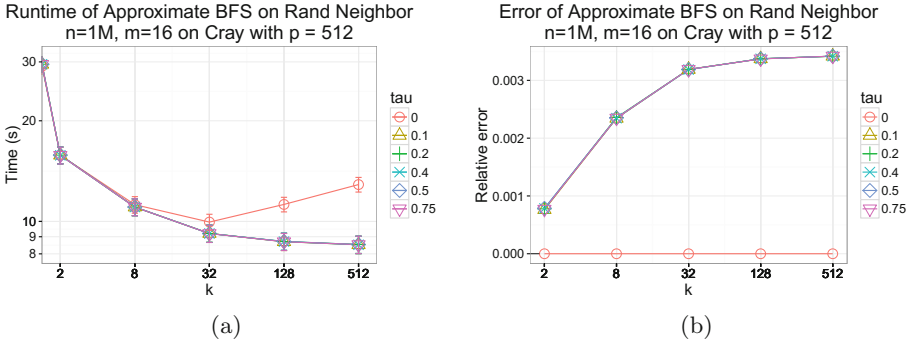 Runtime of Approximate BFS on Rand Neighbor
n=1M, m=16 on Cray with p = 512
30
20
10
9
8
Time (s)
2
8
32
128
512
k
tau
0
0.1
0.2
0.4
0.5
0.75
(a)
Error of Approximate BFS on Rand Neighbor
n=1M, m=16 on Cray with p = 512
0.003
0.002
0.001
0.000
Relative error
2
8
32
128
512
k
tau
0
0.1
0.2
0.4
0.5
0.75
(b)